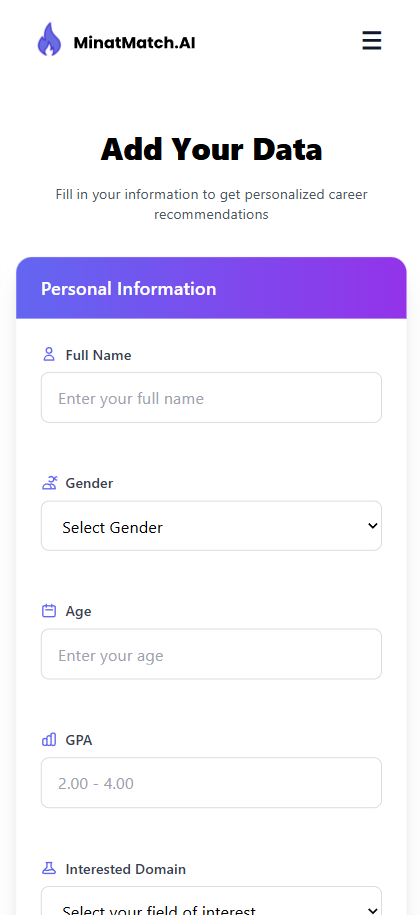 MinatMatch.AI
Add Your Data
Fill in your information to get personalized career
recommendations
Personal Information
Full Name
Enter your full name
Gender
Select Gender
Age
Enter your age
GPA
2.00 - 4.00
Interested Domain
Select your field of interest